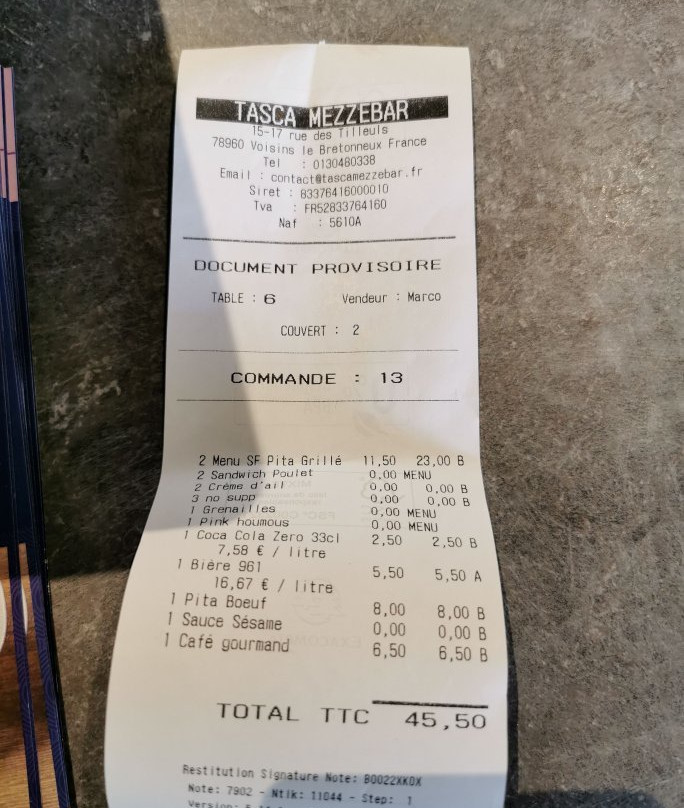 TASCA MEZZEBAR
15-17 rue des Tilleuls
78960 Voisins le Bretonneux France
Tel : 0130480338
Email : contact@tascamezzebar.fr
Siret : 83376416000010
Tva : FR52833764160
Naf : 5610A
DOCUMENT PROVISOIRE
TABLE : 6 Vendeur : Marco
COUVERT : 2
COMMANDE : 13
2 Menu SF Pita Grillé 11,50 23,00 B
2 Sandwich Poulet 0,00 MENU
2 Crème d'ail 0,00 0,00 B
3 no supp 0,00 0,00 B
1 Grenailles 0,00 MENU
1 Pink houmous 0,00 MENU
1 Coca Cola Zero 33cl 2,50 2,50 B
7,58 € / litre
1 Bière 961 5,50 5,50 A
16,67 € / litre
1 Pita Boeuf 8,00 8,00 B
1 Sauce Sésame 0,00 0,00 B
1 Café gourmand 6,50 6,50 B
TOTAL TTC 45,50
Restitution Signature Note: B0022XK0X
Note: 7902 - Ntik: 11044 - Step: 1